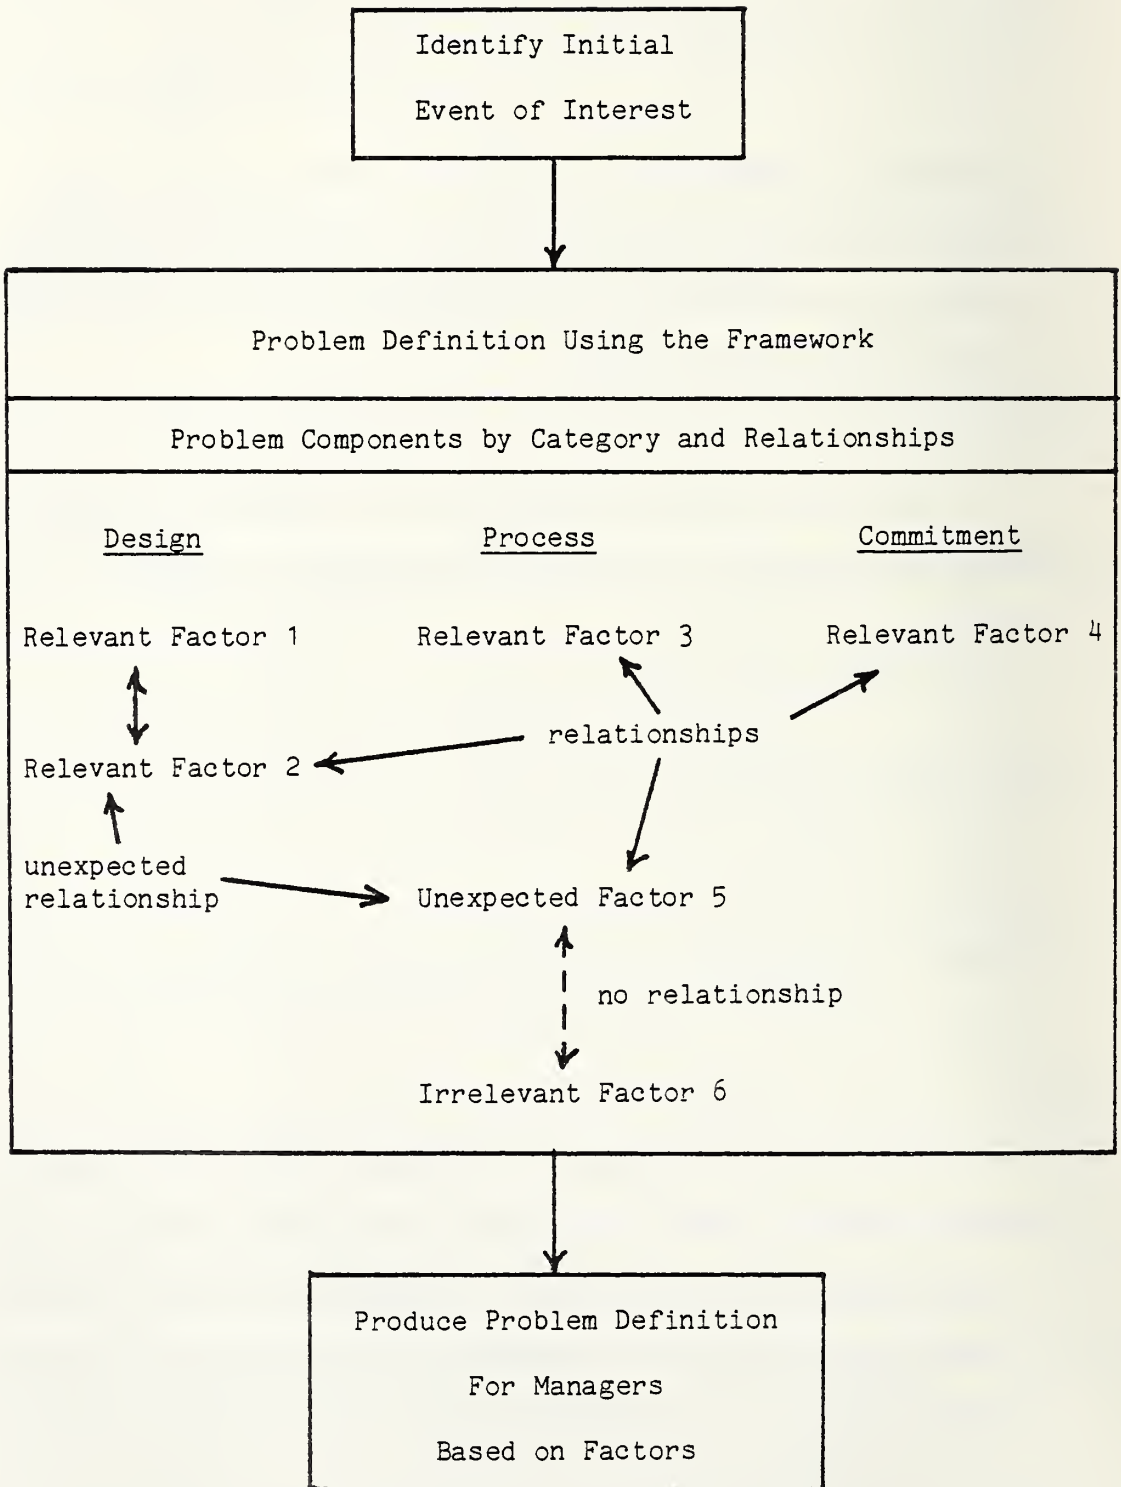 Identify Initial
Event of Interest
Problem Definition Using the Framework
Problem Components by Category and Relationships
Design Process Commitment
Relevant Factor 1 Relevant Factor 3 Relevant Factor 4
relationships
Relevant Factor 2
unexpected
relationship
Unexpected Factor 5
no relationship
Irrelevant Factor 6
Produce Problem Definition
For Managers
Based on Factors